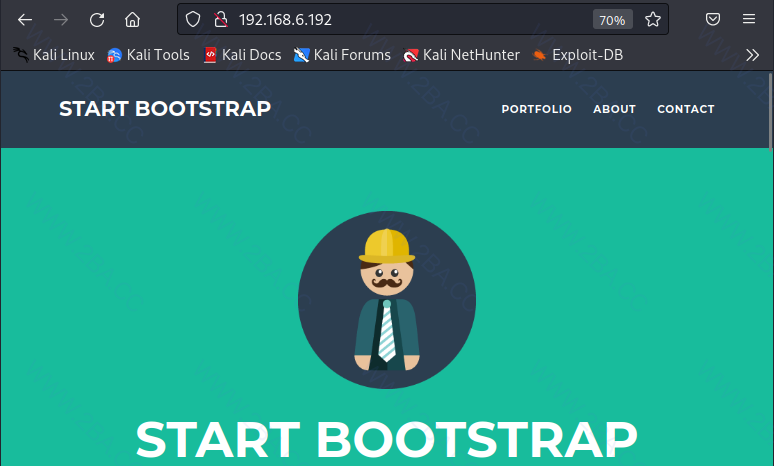 192.168.6.192
70%
Kali Linux
Kali Tools
Kali Docs
Kali Forums
Kali NetHunter
Exploit-DB
START BOOTSTRAP
PORTFOLIO
ABOUT
CONTACT
START BOOTSTRAP